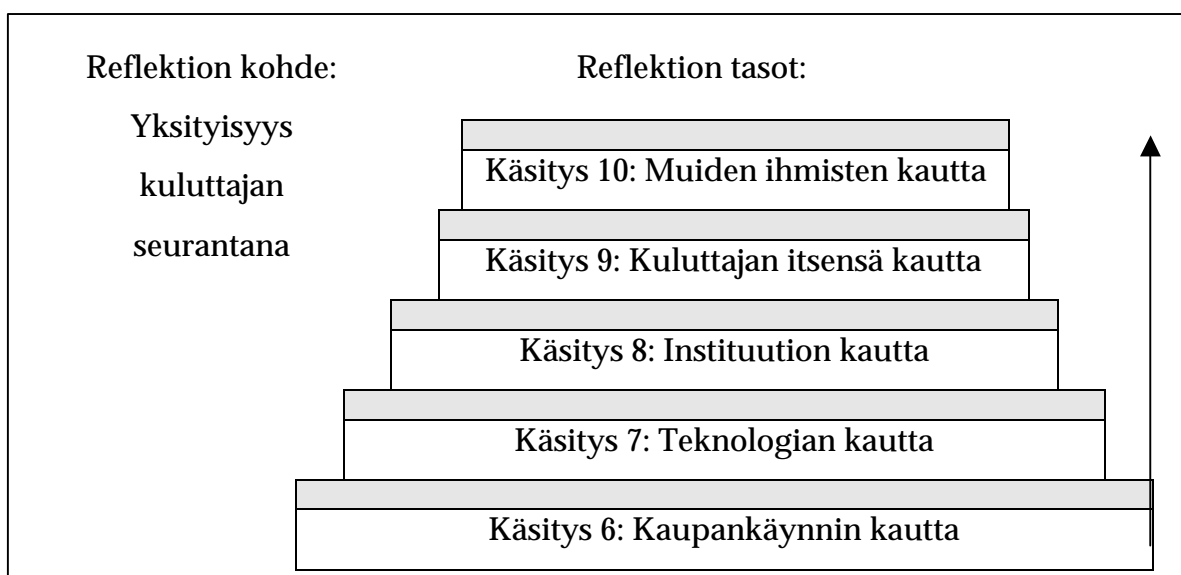 Reflektion kohde:
Yksityisyys
kuluttajan
seurantana
Reflektion tasot:
Käsitys 10: Muiden ihmisten kautta
Käsitys 9: Kuluttajan itsensä kautta
Käsitys 8: Instituution kautta
Käsitys 7: Teknologian kautta
Käsitys 6: Kaupankäynnin kautta